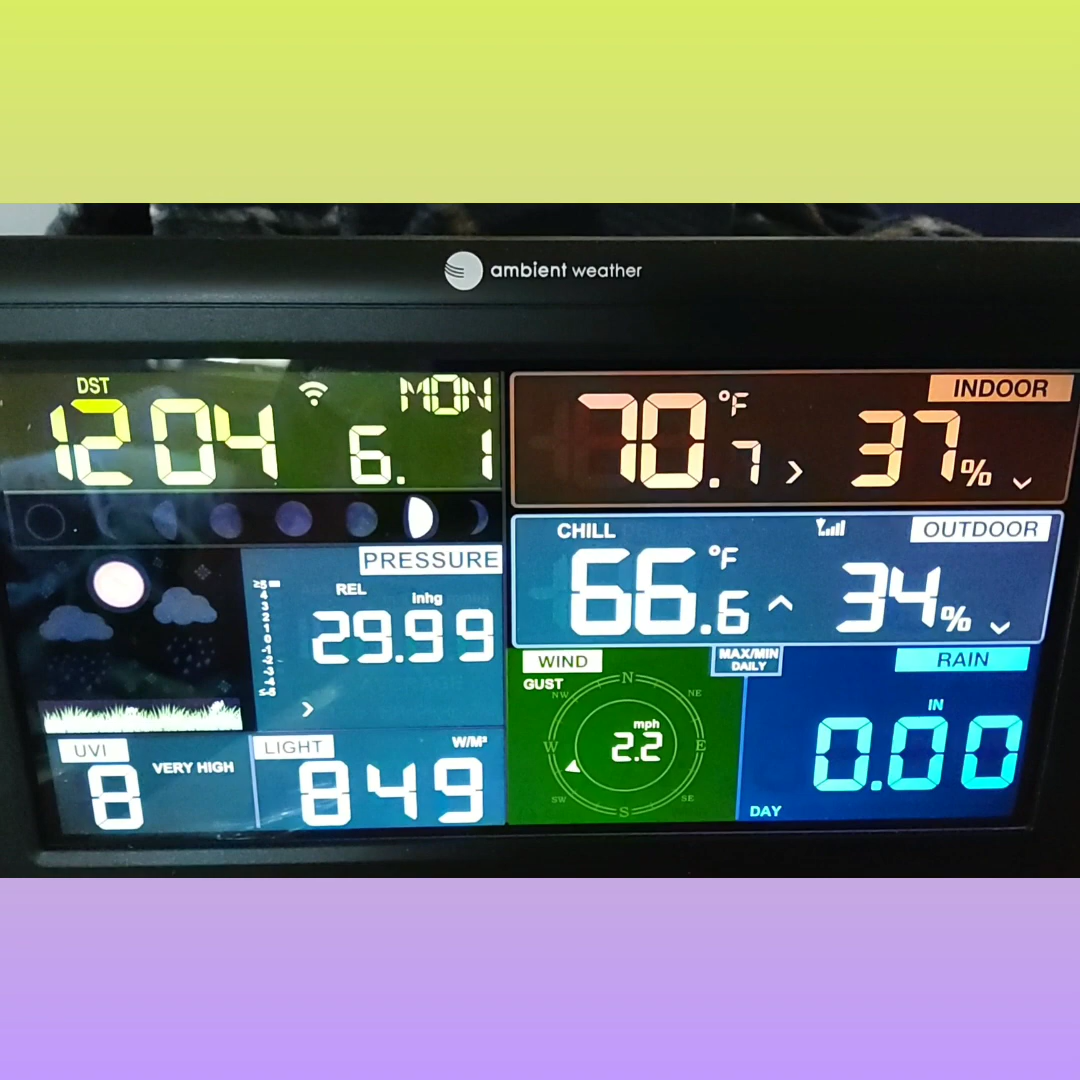 ambient weather
DST
MON
12 04
6. 1
PRESSURE
REL
inhg
29.99
UVI
8
VERY HIGH
LIGHT
W/M²
849
INDOOR
70.7 °F
37%
CHILL
OUTDOOR
66.6 °F
34%
WIND
GUST
MAX/MIN
DAILY
N
NW
NE
W
E
SW
SE
S
mph
2.2
RAIN
IN
0.00
DAY